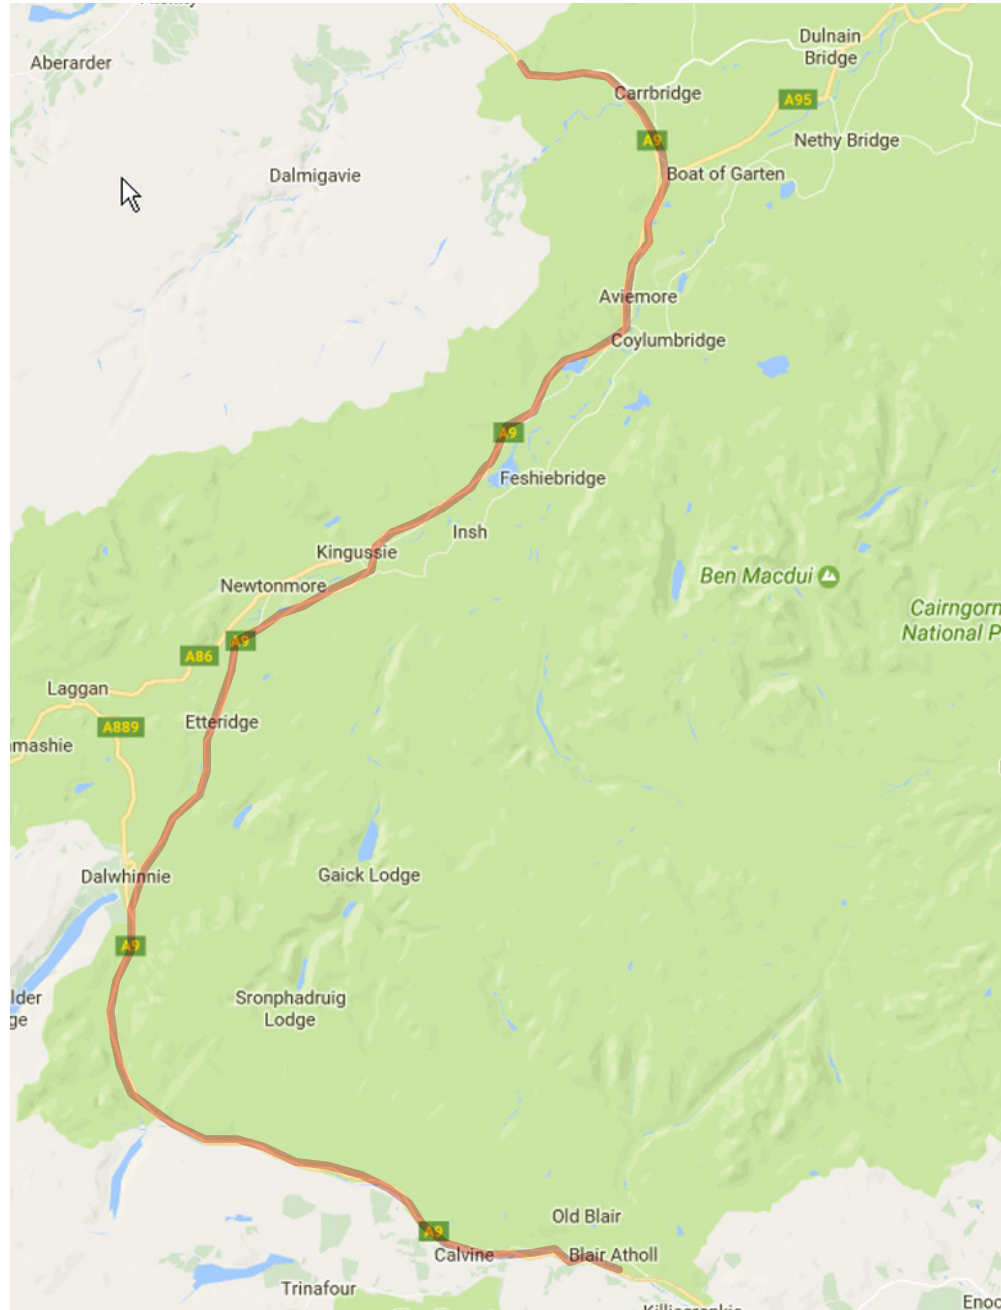 Aberarder
Dulnain
Bridge
Carrbridge
A95
A9
Nethy Bridge
Dalmigavie
Boat of Garten
Aviemore
Coylumbridge
A9
Feshiebridge
Insh
Kingussie
Ben Macdui
Newtonmore
Cairngorm
National P
A9
A86
Laggan
Etteridge
A889
mashie
Dalwhinnie
Gaick Lodge
A9
lder
ge
Sronphadruig
Lodge
Old Blair
A9
Calvine
Blair Atholl
Trinafour
Enoc